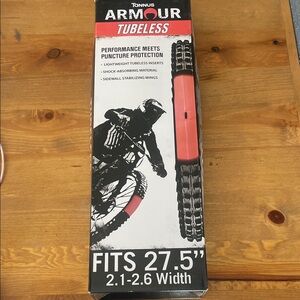 TANNUS
ARMOUR
TUBELESS
PERFORMANCE MEETS
PUNCTURE PROTECTION
· LIGHTWEIGHT TUBELESS INSERTS
· SHOCK-ABSORBING MATERIAL
· SIDEWALL STABILIZING WINGS
FITS 27.5"
2.1-2.6 Width